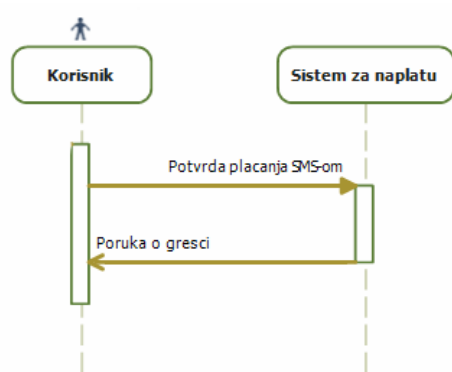 Korisnik
Sistem za naplatu
Potvrda placanja SMS-om
Poruka o gresci